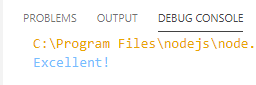 PROBLEMS OUTPUT DEBUG CONSOLE
C:\Program Files\nodejs\node.
Excellent!